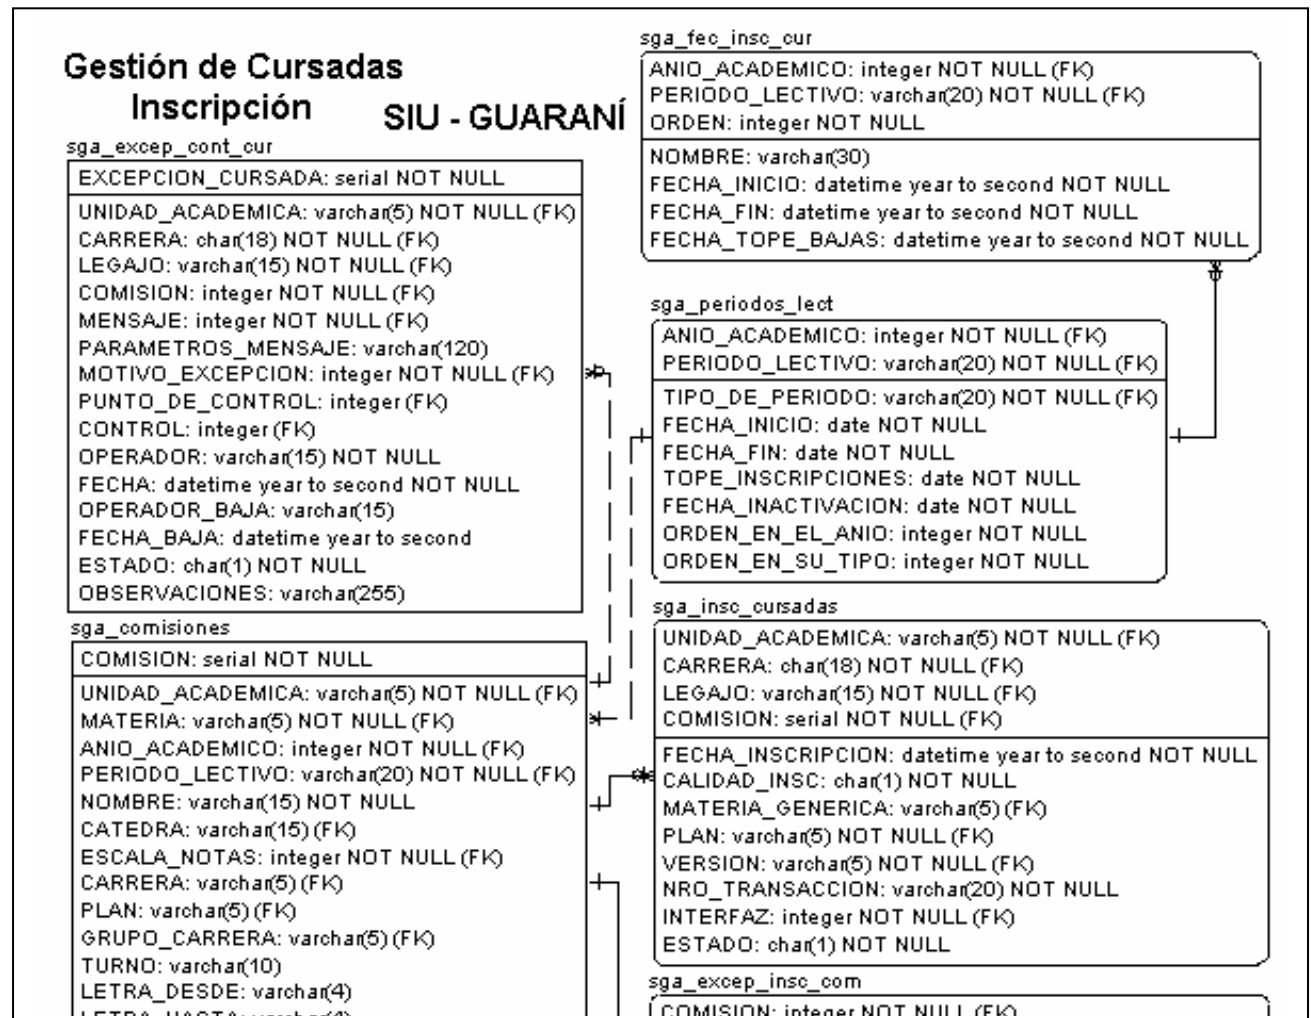 Gestión de Cursadas
Inscripción
SIU - GUARANÍ
sga_excep_cont_cur
EXCEPCION_CURSADA: serial NOT NULL
UNIDAD_ACADEMICA: varchar(5) NOT NULL (FK)
CARRERA: char(18) NOT NULL (FK)
LEGAJO: varchar(15) NOT NULL (FK)
COMISION: integer NOT NULL (FK)
MENSAJE: integer NOT NULL (FK)
PARAMETROS_MENSAJE: varchar(120)
MOTIVO_EXCEPCION: integer NOT NULL (FK)
PUNTO_DE_CONTROL: integer (FK)
CONTROL: integer (FK)
OPERADOR: varchar(15) NOT NULL
FECHA: datetime year to second NOT NULL
OPERADOR_BAJA: varchar(15)
FECHA_BAJA: datetime year to second
ESTADO: char(1) NOT NULL
OBSERVACIONES: varchar(255)
sga_comisiones
COMISION: serial NOT NULL
UNIDAD_ACADEMICA: varchar(5) NOT NULL (FK)
MATERIA: varchar(5) NOT NULL (FK)
ANIO_ACADEMICO: integer NOT NULL (FK)
PERIODO_LECTIVO: varchar(20) NOT NULL (FK)
NOMBRE: varchar(15) NOT NULL
CATEDRA: varchar(15) (FK)
ESCALA_NOTAS: integer NOT NULL (FK)
CARRERA: varchar(5) (FK)
PLAN: varchar(5) (FK)
GRUPO_CARRERA: varchar(5) (FK)
TURNO: varchar(10)
LETRA_DESDE: varchar(4)
LETRA_HASTA: varchar(4)
sga_fec_insc_cur
ANIO_ACADEMICO: integer NOT NULL (FK)
PERIODO_LECTIVO: varchar(20) NOT NULL (FK)
ORDEN: integer NOT NULL
NOMBRE: varchar(30)
FECHA_INICIO: datetime year to second NOT NULL
FECHA_FIN: datetime year to second NOT NULL
FECHA_TOPE_BAJAS: datetime year to second NOT NULL
sga_periodos_lect
ANIO_ACADEMICO: integer NOT NULL (FK)
PERIODO_LECTIVO: varchar(20) NOT NULL (FK)
TIPO_DE_PERIODO: varchar(20) NOT NULL (FK)
FECHA_INICIO: date NOT NULL
FECHA_FIN: date NOT NULL
TOPE_INSCRIPCIONES: date NOT NULL
FECHA_INACTIVACION: date NOT NULL
ORDEN_EN_EL_ANIO: integer NOT NULL
ORDEN_EN_SU_TIPO: integer NOT NULL
sga_insc_cursadas
UNIDAD_ACADEMICA: varchar(5) NOT NULL (FK)
CARRERA: char(18) NOT NULL (FK)
LEGAJO: varchar(15) NOT NULL (FK)
COMISION: serial NOT NULL (FK)
FECHA_INSCRIPCION: datetime year to second NOT NULL
CALIDAD_INSC: char(1) NOT NULL
MATERIA_GENERICA: varchar(5) (FK)
PLAN: varchar(5) NOT NULL (FK)
VERSION: varchar(5) NOT NULL (FK)
NRO_TRANSACCION: varchar(20) NOT NULL
INTERFAZ: integer NOT NULL (FK)
ESTADO: char(1) NOT NULL
sga_excep_insc_com
COMISION: integer NOT NULL (FK)